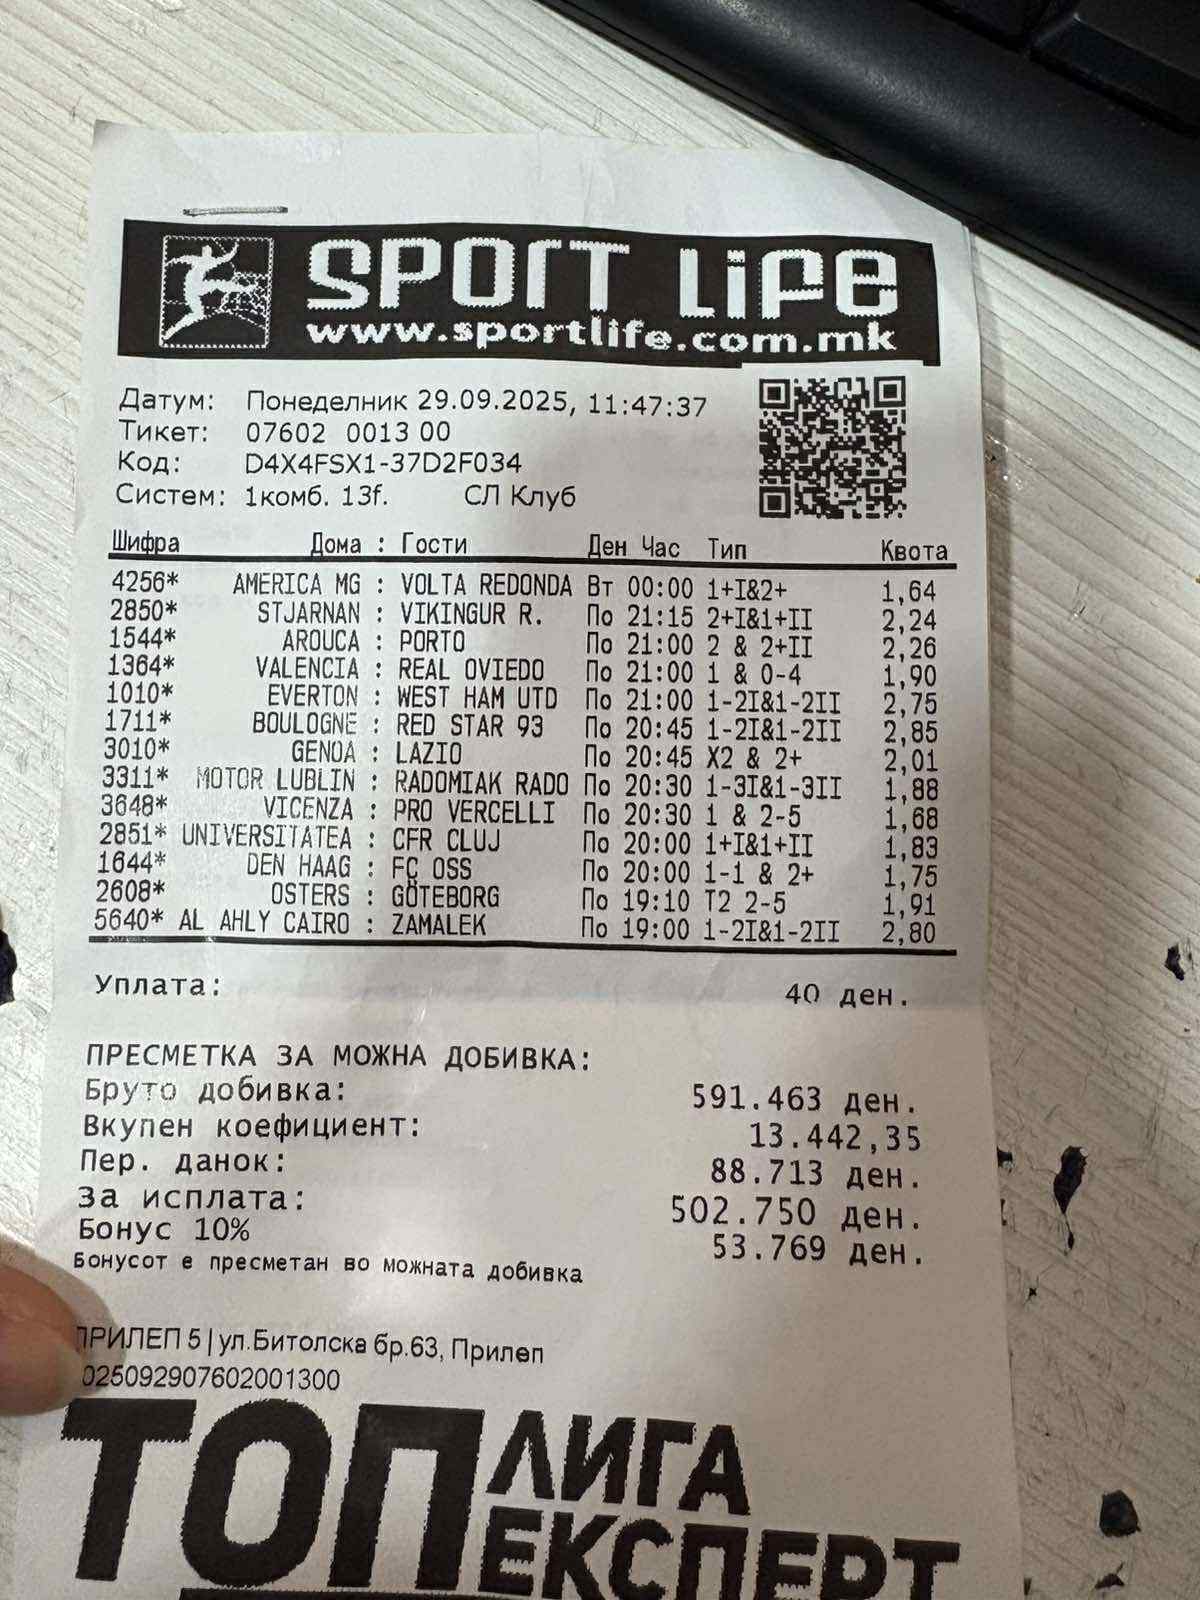 SPORT LIFE
www.sportlife.com.mk
Датум: Понеделник 29.09.2025, 11:47:37
Тикет: 07602 0013 00
Код: D4X4FSX1-37D2F034
Систем: 1комб. 13f. СЛ Клуб
Шифра Дома : Гости Ден Час Тип Квота
4256* AMERICA MG : VOLTA REDONDA Вт 00:00 1+I&2+ 1,64
2850* STJARNAN : VIKINGUR R. По 21:15 2+I&1+II 2,24
1544* AROUCA : PORTO По 21:00 2 & 2+II 2,26
1364* VALENCIA : REAL OVIEDO По 21:00 1 & 0-4 1,90
1010* EVERTON : WEST HAM UTD По 21:00 1-2I&1-2II 2,75
1711* BOULOGNE : RED STAR 93 По 20:45 1-2I&1-2II 2,85
3010* GENOA : LAZIO По 20:45 X2 & 2+ 2,01
3311* MOTOR LUBLIN : RADOMIAK RADO По 20:30 1-3I&1-3II 1,88
3648* VICENZA : PRO VERCELLI По 20:30 1 & 2-5 1,68
2851* UNIVERSITATEA : CFR CLUJ По 20:00 1+I&1+II 1,83
1644* DEN HAAG : FC OSS По 20:00 1-1 & 2+ 1,75
2608* OSTERS : GÖTEBORG По 19:10 T2 2-5 1,91
5640* AL AHLY CAIRO : ZAMALEK По 19:00 1-2I&1-2II 2,80
Уплата: 40 ден.
ПРЕСМЕТКА ЗА МОЖНА ДОБИВКА:
Бруто добивка: 591.463 ден.
Вкупен коефициент: 13.442,35
Пер. данок: 88.713 ден.
За исплата: 502.750 ден.
Бонус 10% 53.769 ден.
Бонусот е пресметан во можната добивка
ПРИЛЕП 5 | ул.Битолска бр.63, Прилеп
025092907602001300
ТОП ЛИГА
ЕКСПЕРТ